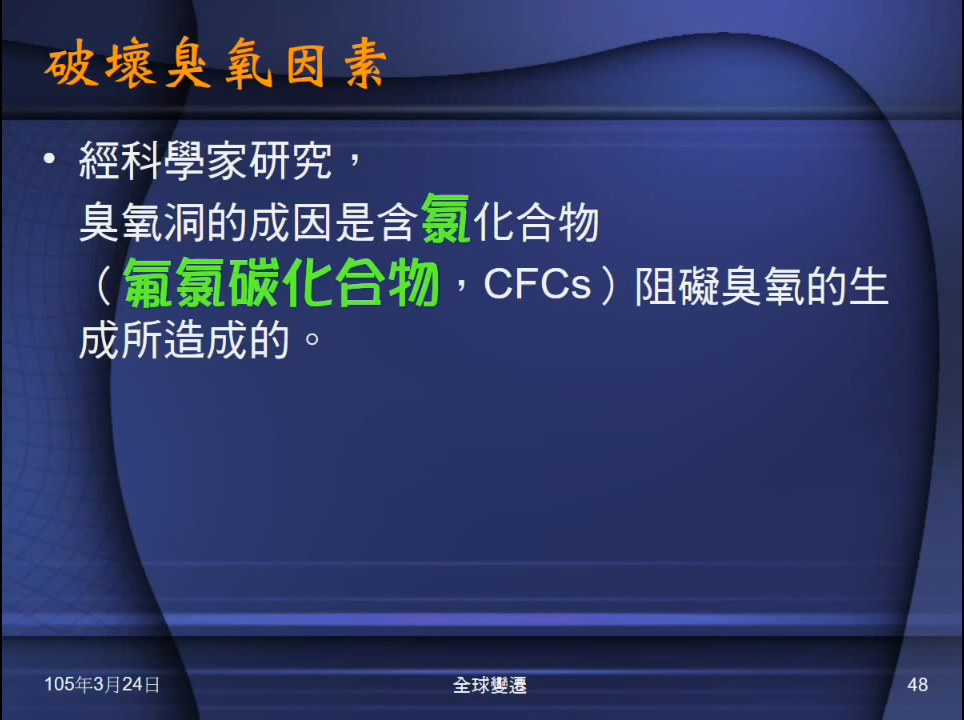 破壞臭氧因素
• 經科學家研究，
臭氧洞的成因是含氯化合物
（氟氯碳化合物，CFCs）阻礙臭氧的生
成所造成的。
105年3月24日
全球變遷
48